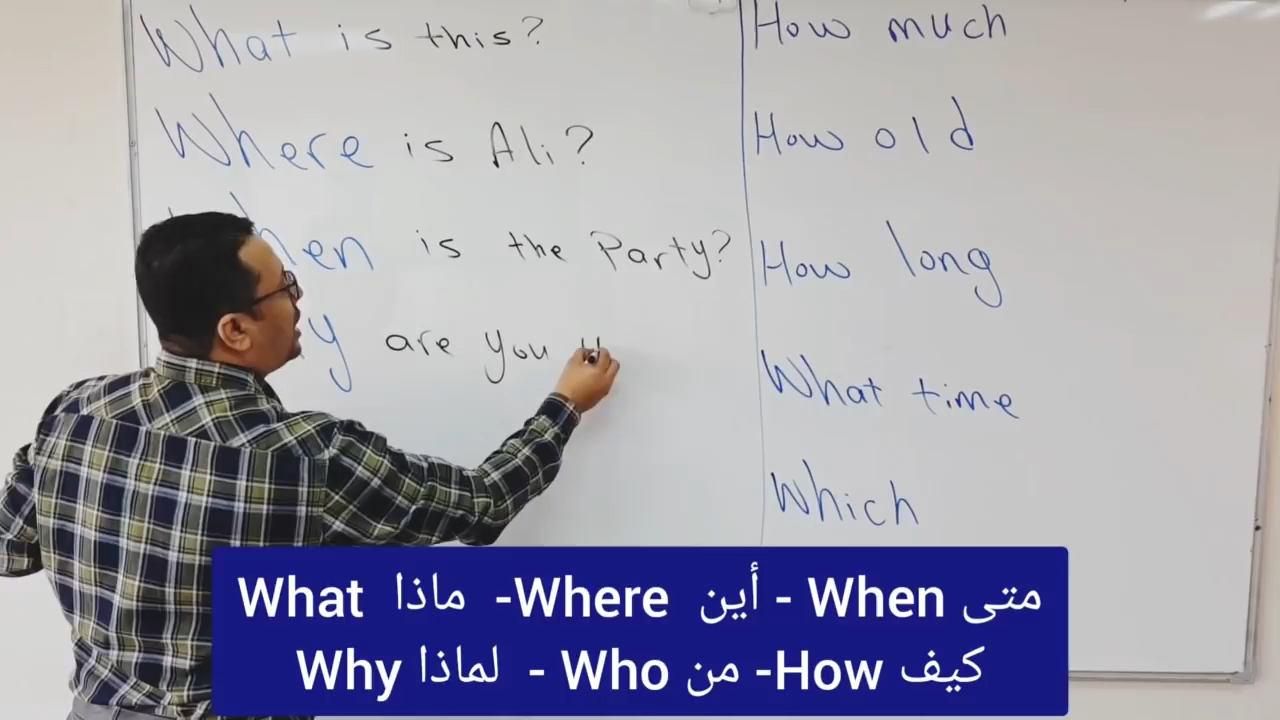 What is this?
Where is Ali?
is the Party?
are you
How much
How old
How long
What time
Which
What ماذا -Where أين - When متى
Why لماذا - Who من -How كيف